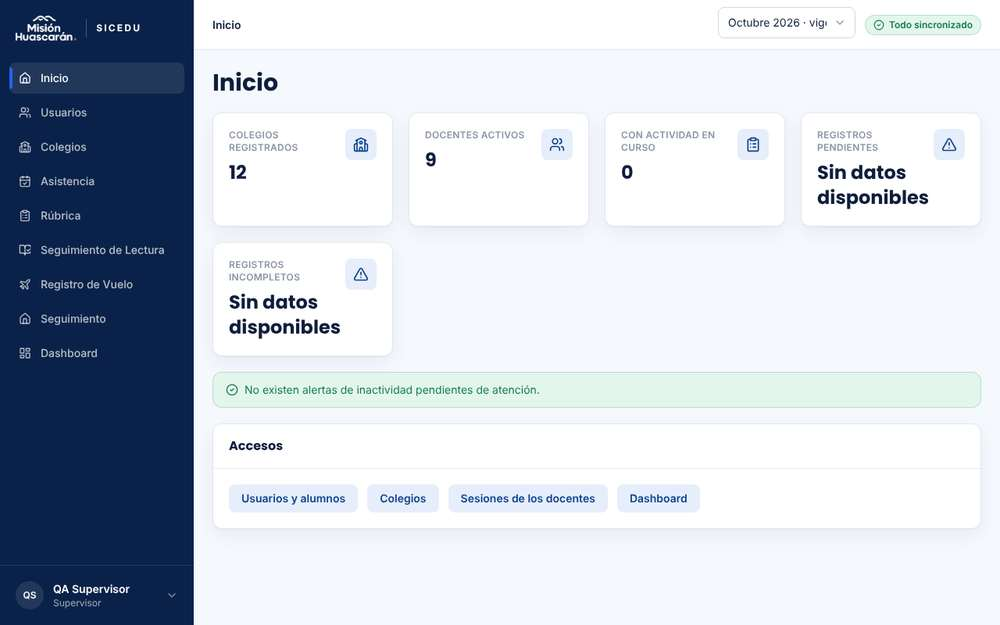 Misión
Huascarán.
SICEDU
Inicio
Usuarios
Colegios
Asistencia
Rúbrica
Seguimiento de Lectura
Registro de Vuelo
Seguimiento
Dashboard
QS
QA Supervisor
Supervisor
Inicio
Octubre 2026 · vige
Todo sincronizado
Inicio
COLEGIOS
REGISTRADOS
12
DOCENTES ACTIVOS
9
CON ACTIVIDAD EN
CURSO
0
REGISTROS
PENDIENTES
Sin datos
disponibles
REGISTROS
INCOMPLETOS
Sin datos
disponibles
No existen alertas de inactividad pendientes de atención.
Accesos
Usuarios y alumnos
Colegios
Sesiones de los docentes
Dashboard